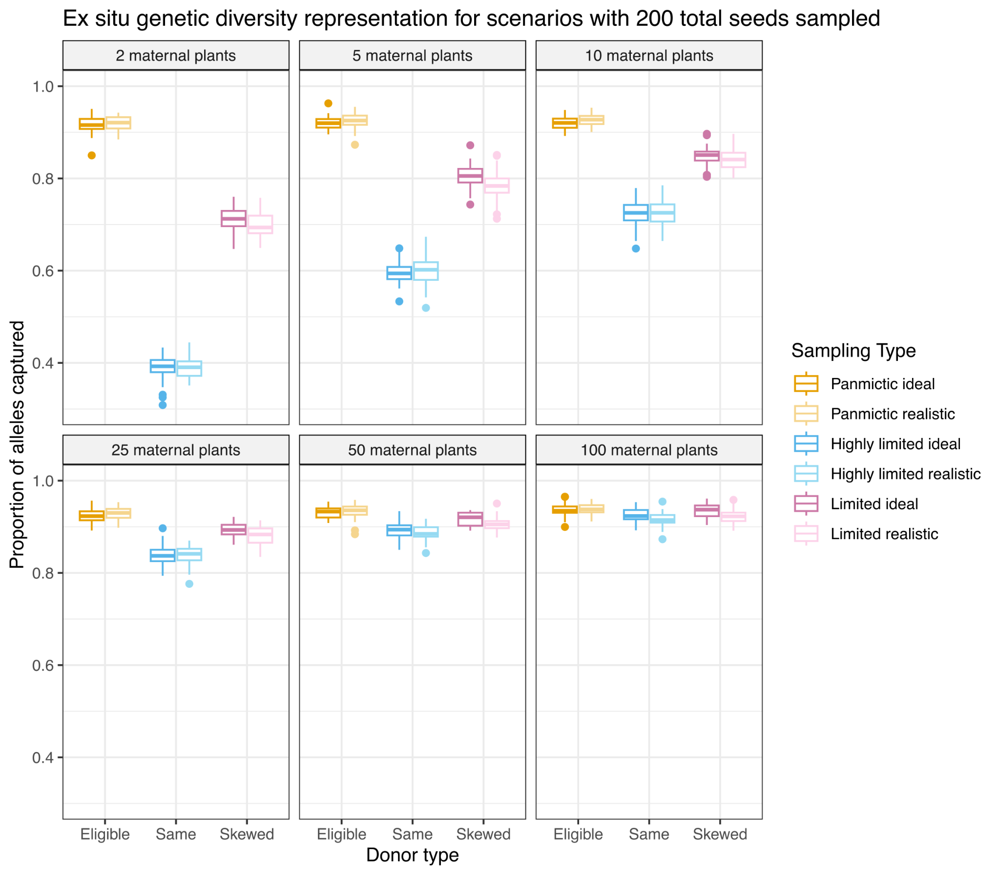 Ex situ genetic diversity representation for scenarios with 200 total seeds sampled
2 maternal plants
5 maternal plants
10 maternal plants
1.0
0.8
0.6
0.4
25 maternal plants
50 maternal plants
100 maternal plants
1.0
0.8
0.6
0.4
Proportion of alleles captured
Eligible
Same
Skewed
Eligible
Same
Skewed
Eligible
Same
Skewed
Donor type
Sampling Type
Panmictic ideal
Panmictic realistic
Highly limited ideal
Highly limited realistic
Limited ideal
Limited realistic